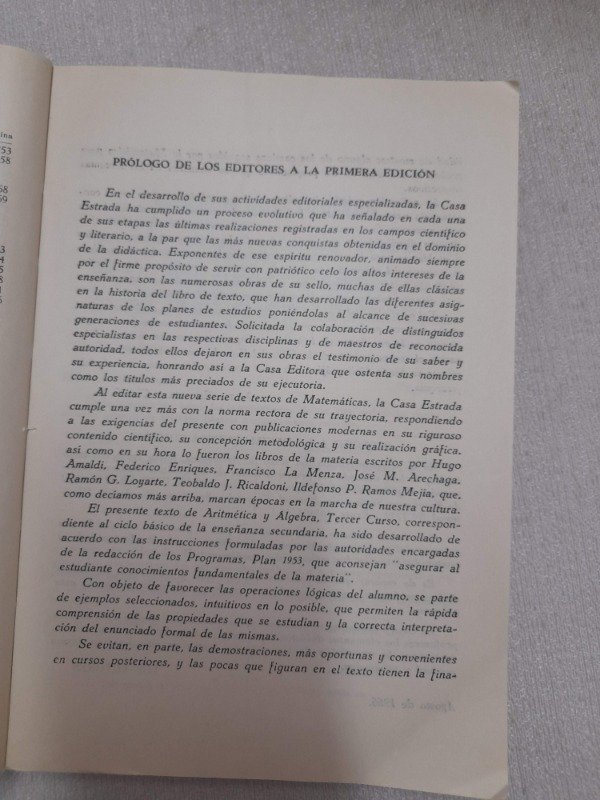 ina
53
58
68
69
3
4
5
8
1
6
PRÓLOGO DE LOS EDITORES A LA PRIMERA EDICIÓN
En el desarrollo de sus actividades editoriales especializadas, la Casa
Estrada ha cumplido un proceso evolutivo que ha señalado en cada una
de sus etapas las últimas realizaciones registradas en los campos científico
y literario, a la par que las más nuevas conquistas obtenidas en el dominio
de la didáctica. Exponentes de ese espíritu renovador, animado siempre
por el firme propósito de servir con patriótico celo los altos intereses de la
enseñanza, son las numerosas obras de su sello, muchas de ellas clásicas
en la historia del libro de texto, que han desarrollado las diferentes asig-
naturas de los planes de estudios poniéndolas al alcance de sucesivas
generaciones de estudiantes. Solicitada la colaboración de distinguidos
especialistas en las respectivas disciplinas y de maestros de reconocida
autoridad, todos ellos dejaron en sus obras el testimonio de su saber y
su experiencia, honrando así a la Casa Editora que ostenta sus nombres
como los títulos más preciados de su ejecutoria.
Al editar esta nueva serie de textos de Matemáticas, la Casa Estrada
cumple una vez más con la norma rectora de su trayectoria, respondiendo
a las exigencias del presente con publicaciones modernas en su riguroso
contenido científico, su concepción metodológica y su realización gráfica,
así como en su hora lo fueron los libros de la materia escritos por Hugo
Amaldi, Federico Enriques, Francisco La Menza, José M. Arechaga,
Ramón G. Loyarte, Teobaldo J. Ricaldoni, Ildefonso P. Ramos Mejía, que,
como decíamos más arriba, marcan épocas en la marcha de nuestra cultura.
El presente texto de Aritmética y Algebra, Tercer Curso, correspon-
diente al ciclo básico de la enseñanza secundaria, ha sido desarrollado de
acuerdo con las instrucciones formuladas por las autoridades encargadas
de la redacción de los Programas, Plan 1953, que aconsejan "asegurar al
estudiante conocimientos fundamentales de la materia".
Con objeto de favorecer las operaciones lógicas del alumno, se parte
de ejemplos seleccionados, intuitivos en lo posible, que permiten la rápida
comprensión de las propiedades que se estudian y la correcta interpreta-
ción del enunciado formal de las mismas.
Se evitan, en parte, las demostraciones, más oportunas y convenientes
en cursos posteriores, y las pocas que figuran en el texto tienen la fina-